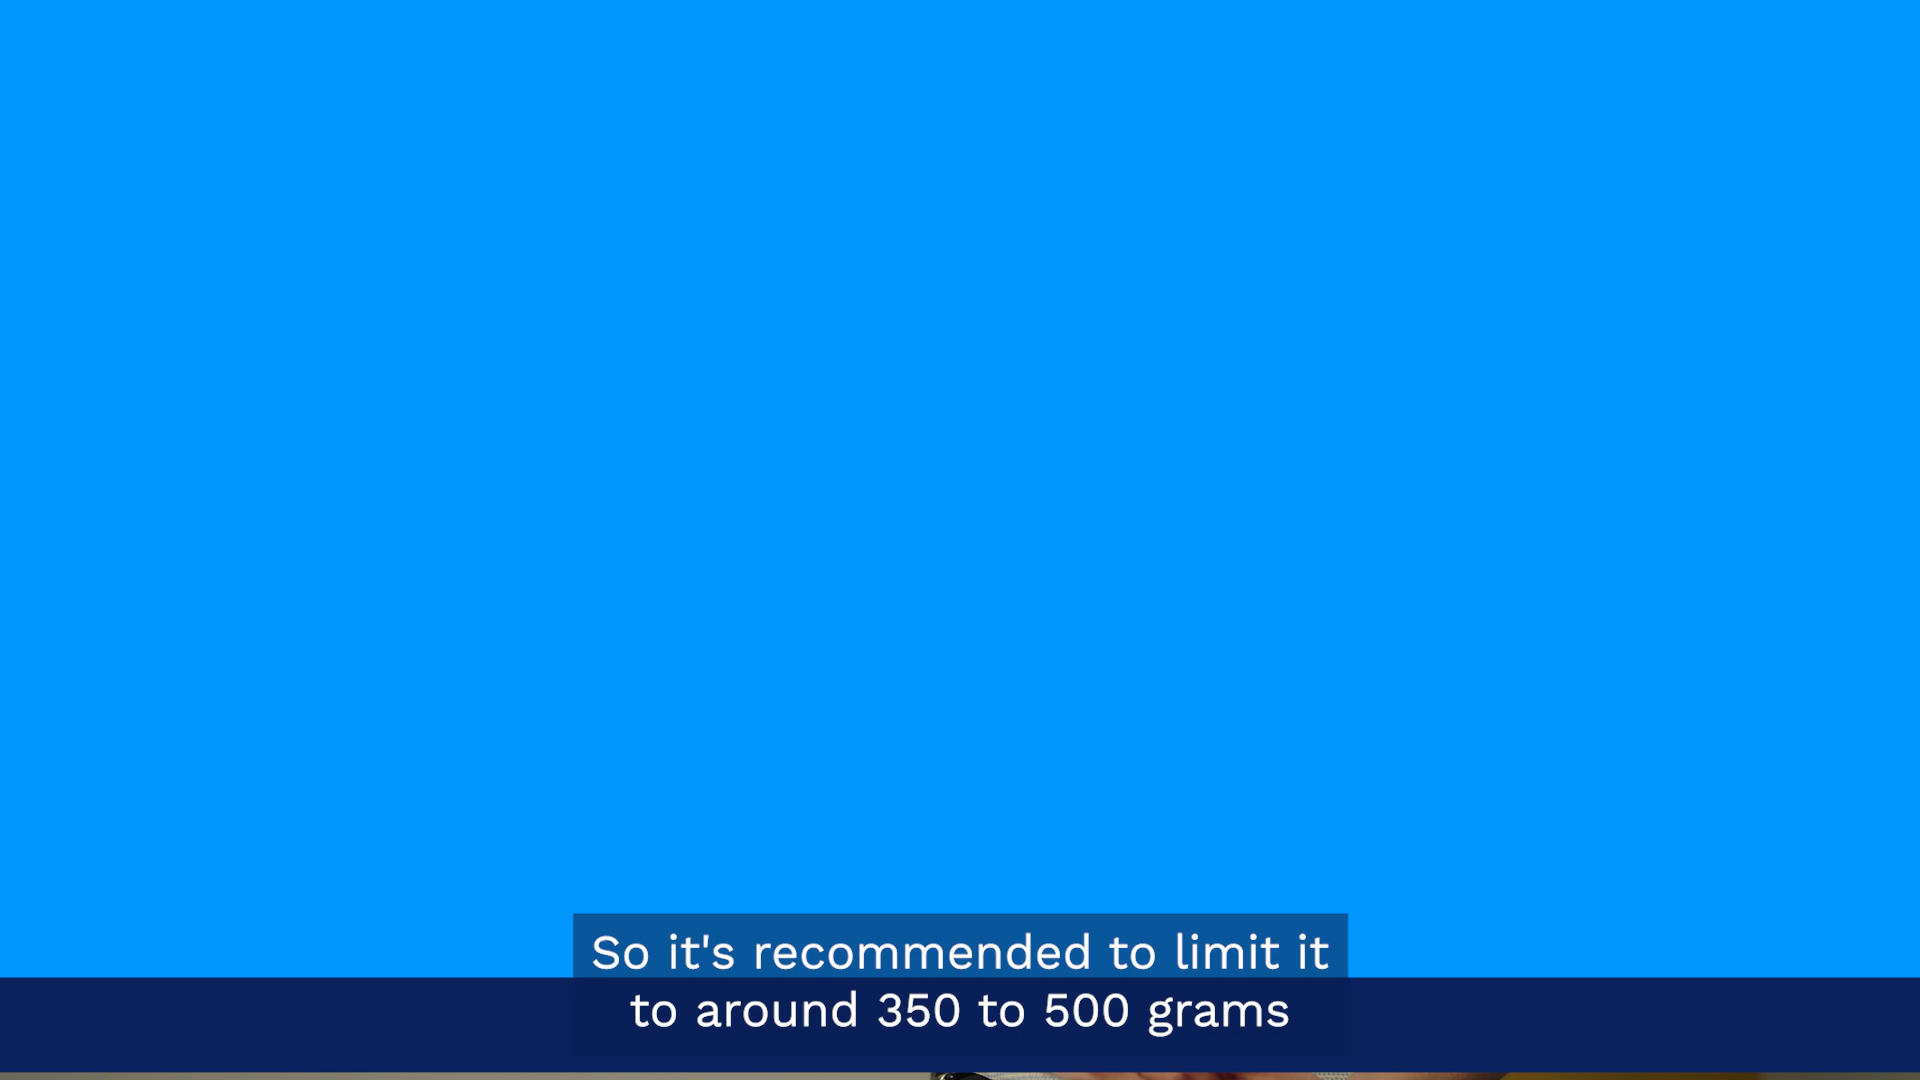 So it's recommended to limit it
to around 350 to 500 grams